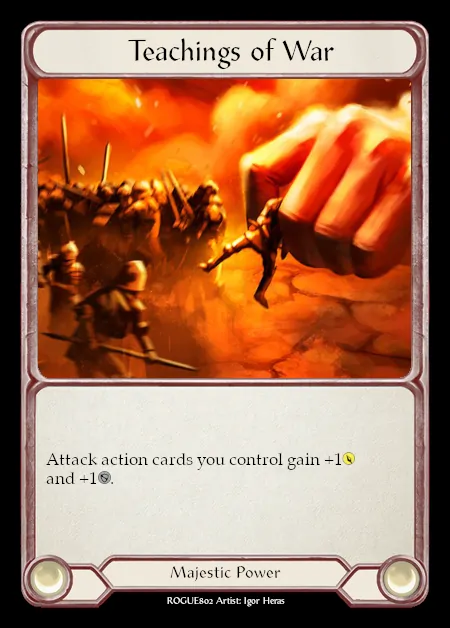 Teachings of War
Attack action cards you control gain +1
and +1.
Majestic Power
ROGUE802 Artist: Igor Heras